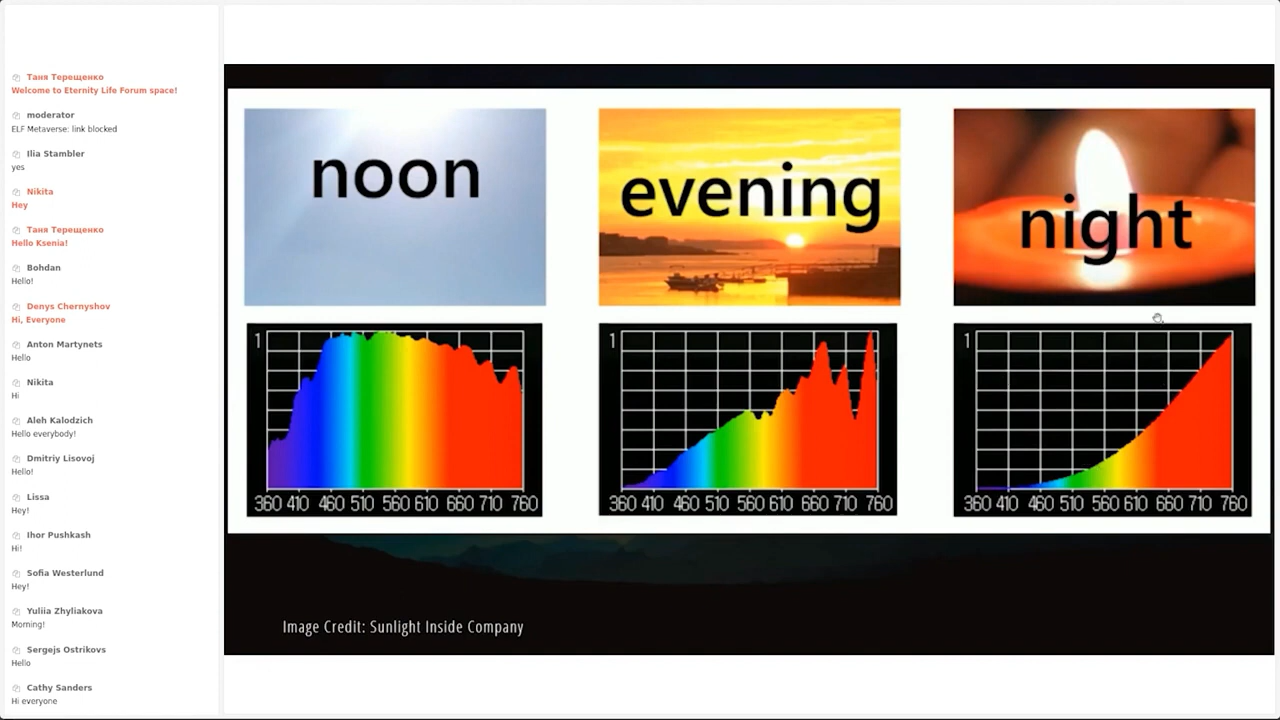 Таня Терещенко
Welcome to Eternity Life Forum space!
moderator
ELF Metaverse: link blocked
Ilia Stambler
yes
Nikita
Hey
Таня Терещенко
Hello Ksenia!
Bohdan
Hello!
Denys Chernyshov
Hi, Everyone
Anton Martynets
Hello
Nikita
Hi
Aleh Kalodzich
Hello everybody!
Dmitriy Lisovoj
Hello!
Lissa
Hey!
Ihor Pushkash
Hi!
Sofia Westerlund
Hey!
Yuliia Zhyliakova
Morning!
Sergejs Ostrikovs
Hello
Cathy Sanders
Hi everyone
noon
evening
night
1
360 410 460 510 560 610 660 710 760
1
360 410 460 510 560 610 660 710 760
1
360 410 460 510 560 610 660 710 760
Image Credit: Sunlight Inside Company